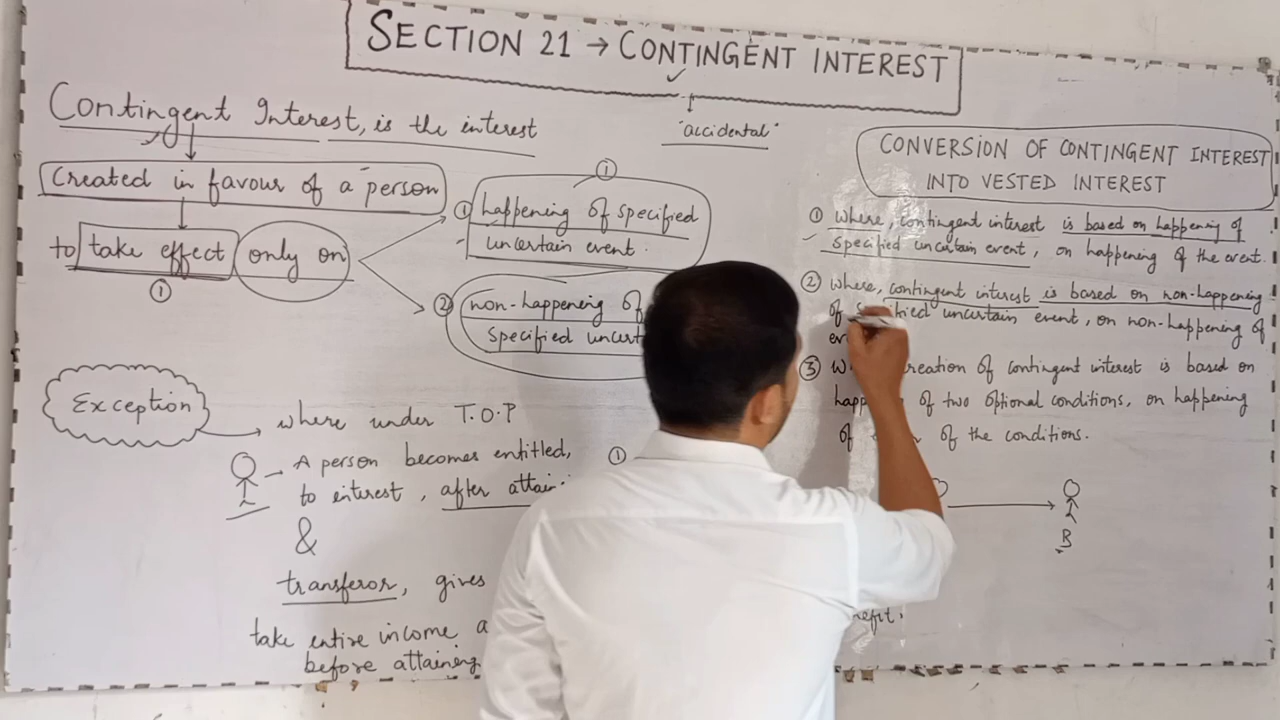 SECTION 21 → CONTINGENT INTEREST
"accidental"
Contingent Interest, is the interest
Created in favour of a person
to take effect only on
①
①
① happening of specified
uncertain event.
② non-happening of
specified
Exception
where under T.O.P
A person becomes entitled,
to interest, after
&
transferor, gives
take entire income
before attaining
①
CONVERSION OF CONTINGENT INTEREST
INTO VESTED INTEREST
① Where, contingent interest is based on happening of
specified uncertain event, on happening of the event.
② Where, contingent interest is based on non-happening
of uncertain event, on non-happening of
③ of contingent interest is based on
of two optional conditions, on happening
of of the conditions.
B